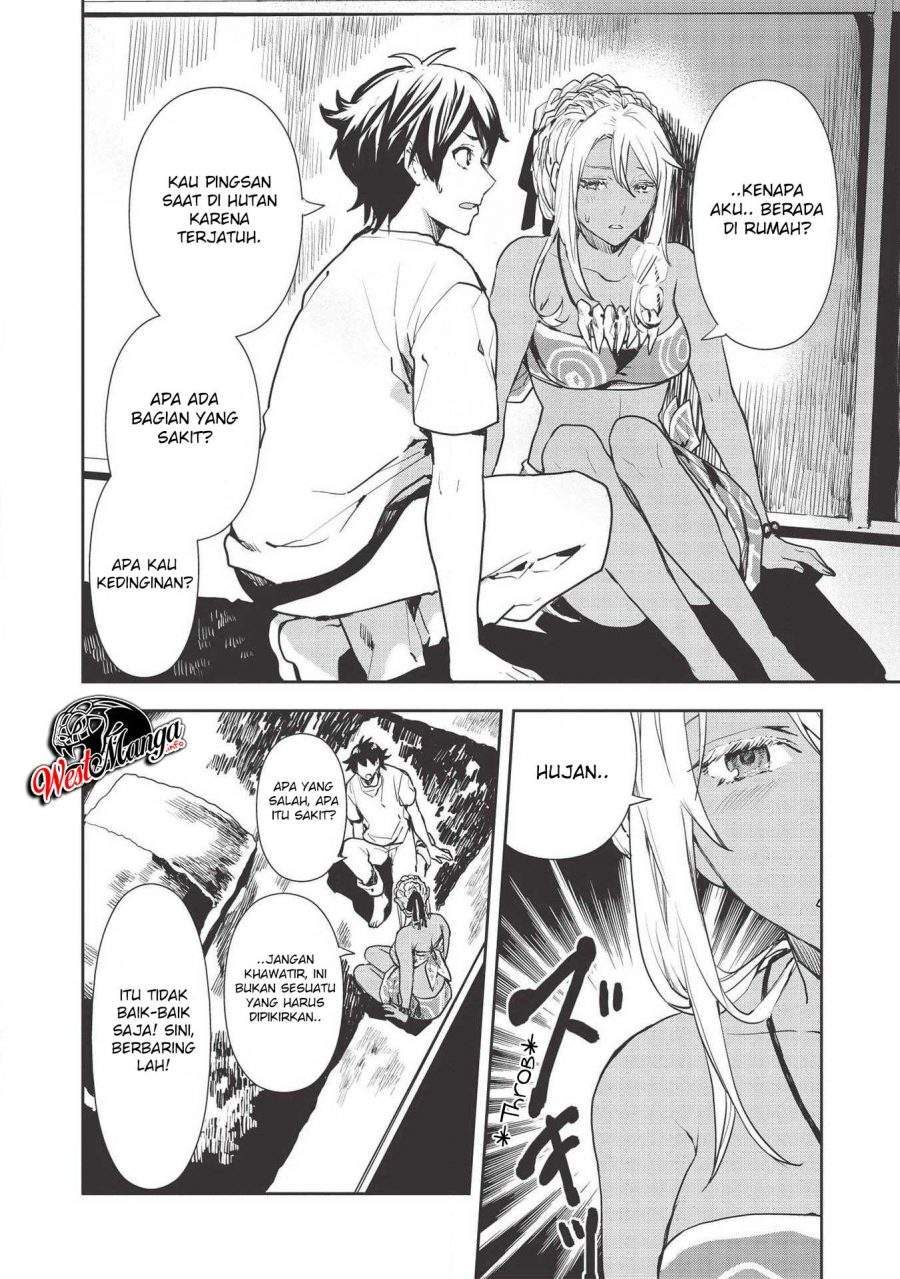 ..KENAPA
AKU.. BERADA
DI RUMAH?
KAU PINGSAN
SAAT DI HUTAN
KARENA
TERJATUH.
APA ADA
BAGIAN YANG
SAKIT?
APA KAU
KEDINGINAN?
HUJAN..
ズキ
*THROB*
APA YANG
SALAH, APA
ITU SAKIT?
..JANGAN
KHAWATIR, INI
BUKAN SESUATU
YANG HARUS
DIPIKIRKAN..
ITU TIDAK
BAIK-BAIK
SAJA! SINI,
BERBARING
LAH!
WestManga
.info